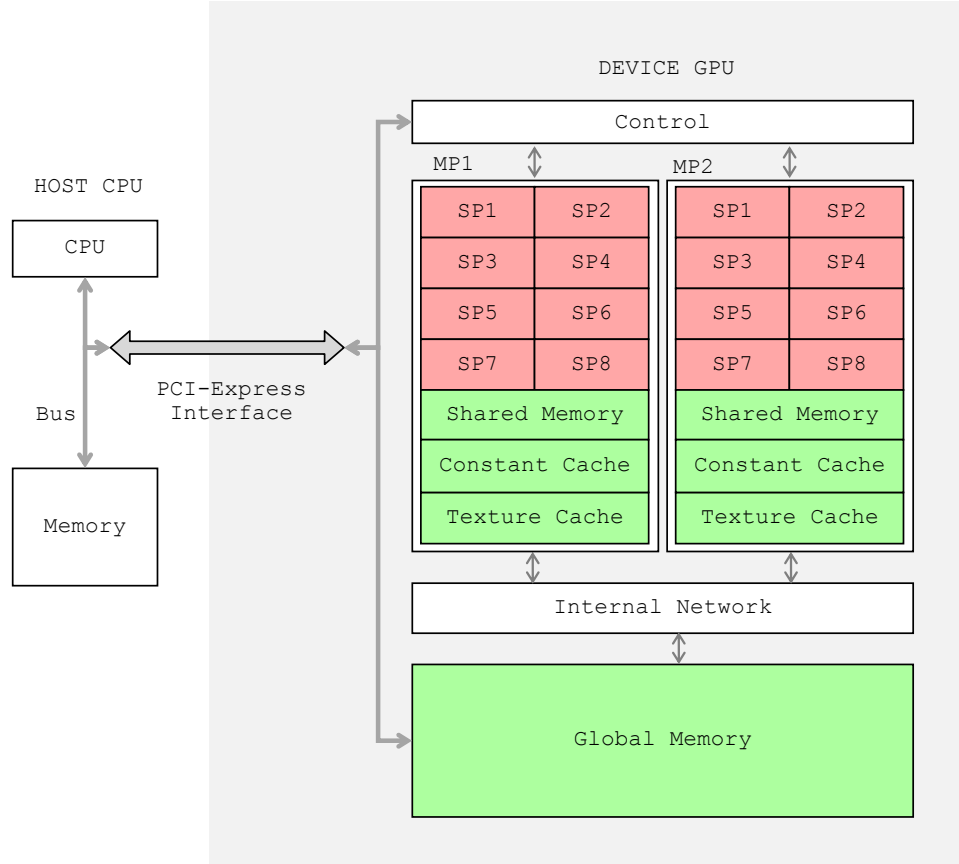 DEVICE GPU
Control
MP1
MP2
HOST CPU
CPU
SP1 SP2
SP3 SP4
SP5 SP6
SP7 SP8
Shared Memory
Constant Cache
Texture Cache
SP1 SP2
SP3 SP4
SP5 SP6
SP7 SP8
Shared Memory
Constant Cache
Texture Cache
PCI-Express
Interface
Bus
Memory
Internal Network
Global Memory